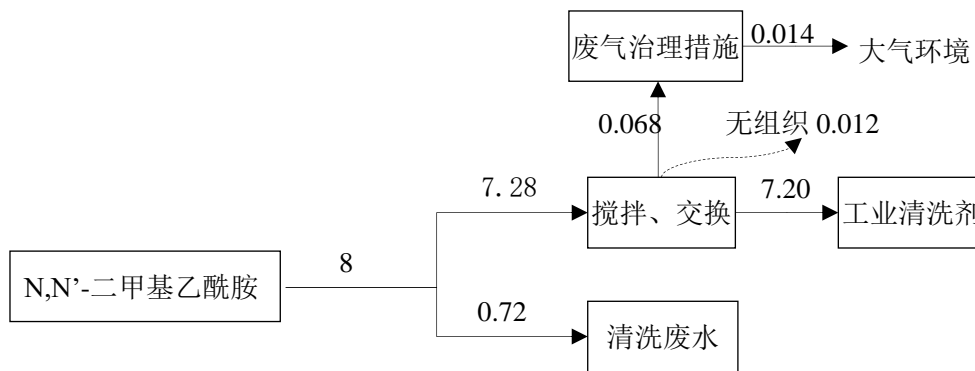 废气治理措施
0.014
大气环境
0.068
无组织 0.012
7.28
搅拌、交换
7.20
工业清洗剂
N,N’-二甲基乙酰胺
8
0.72
清洗废水